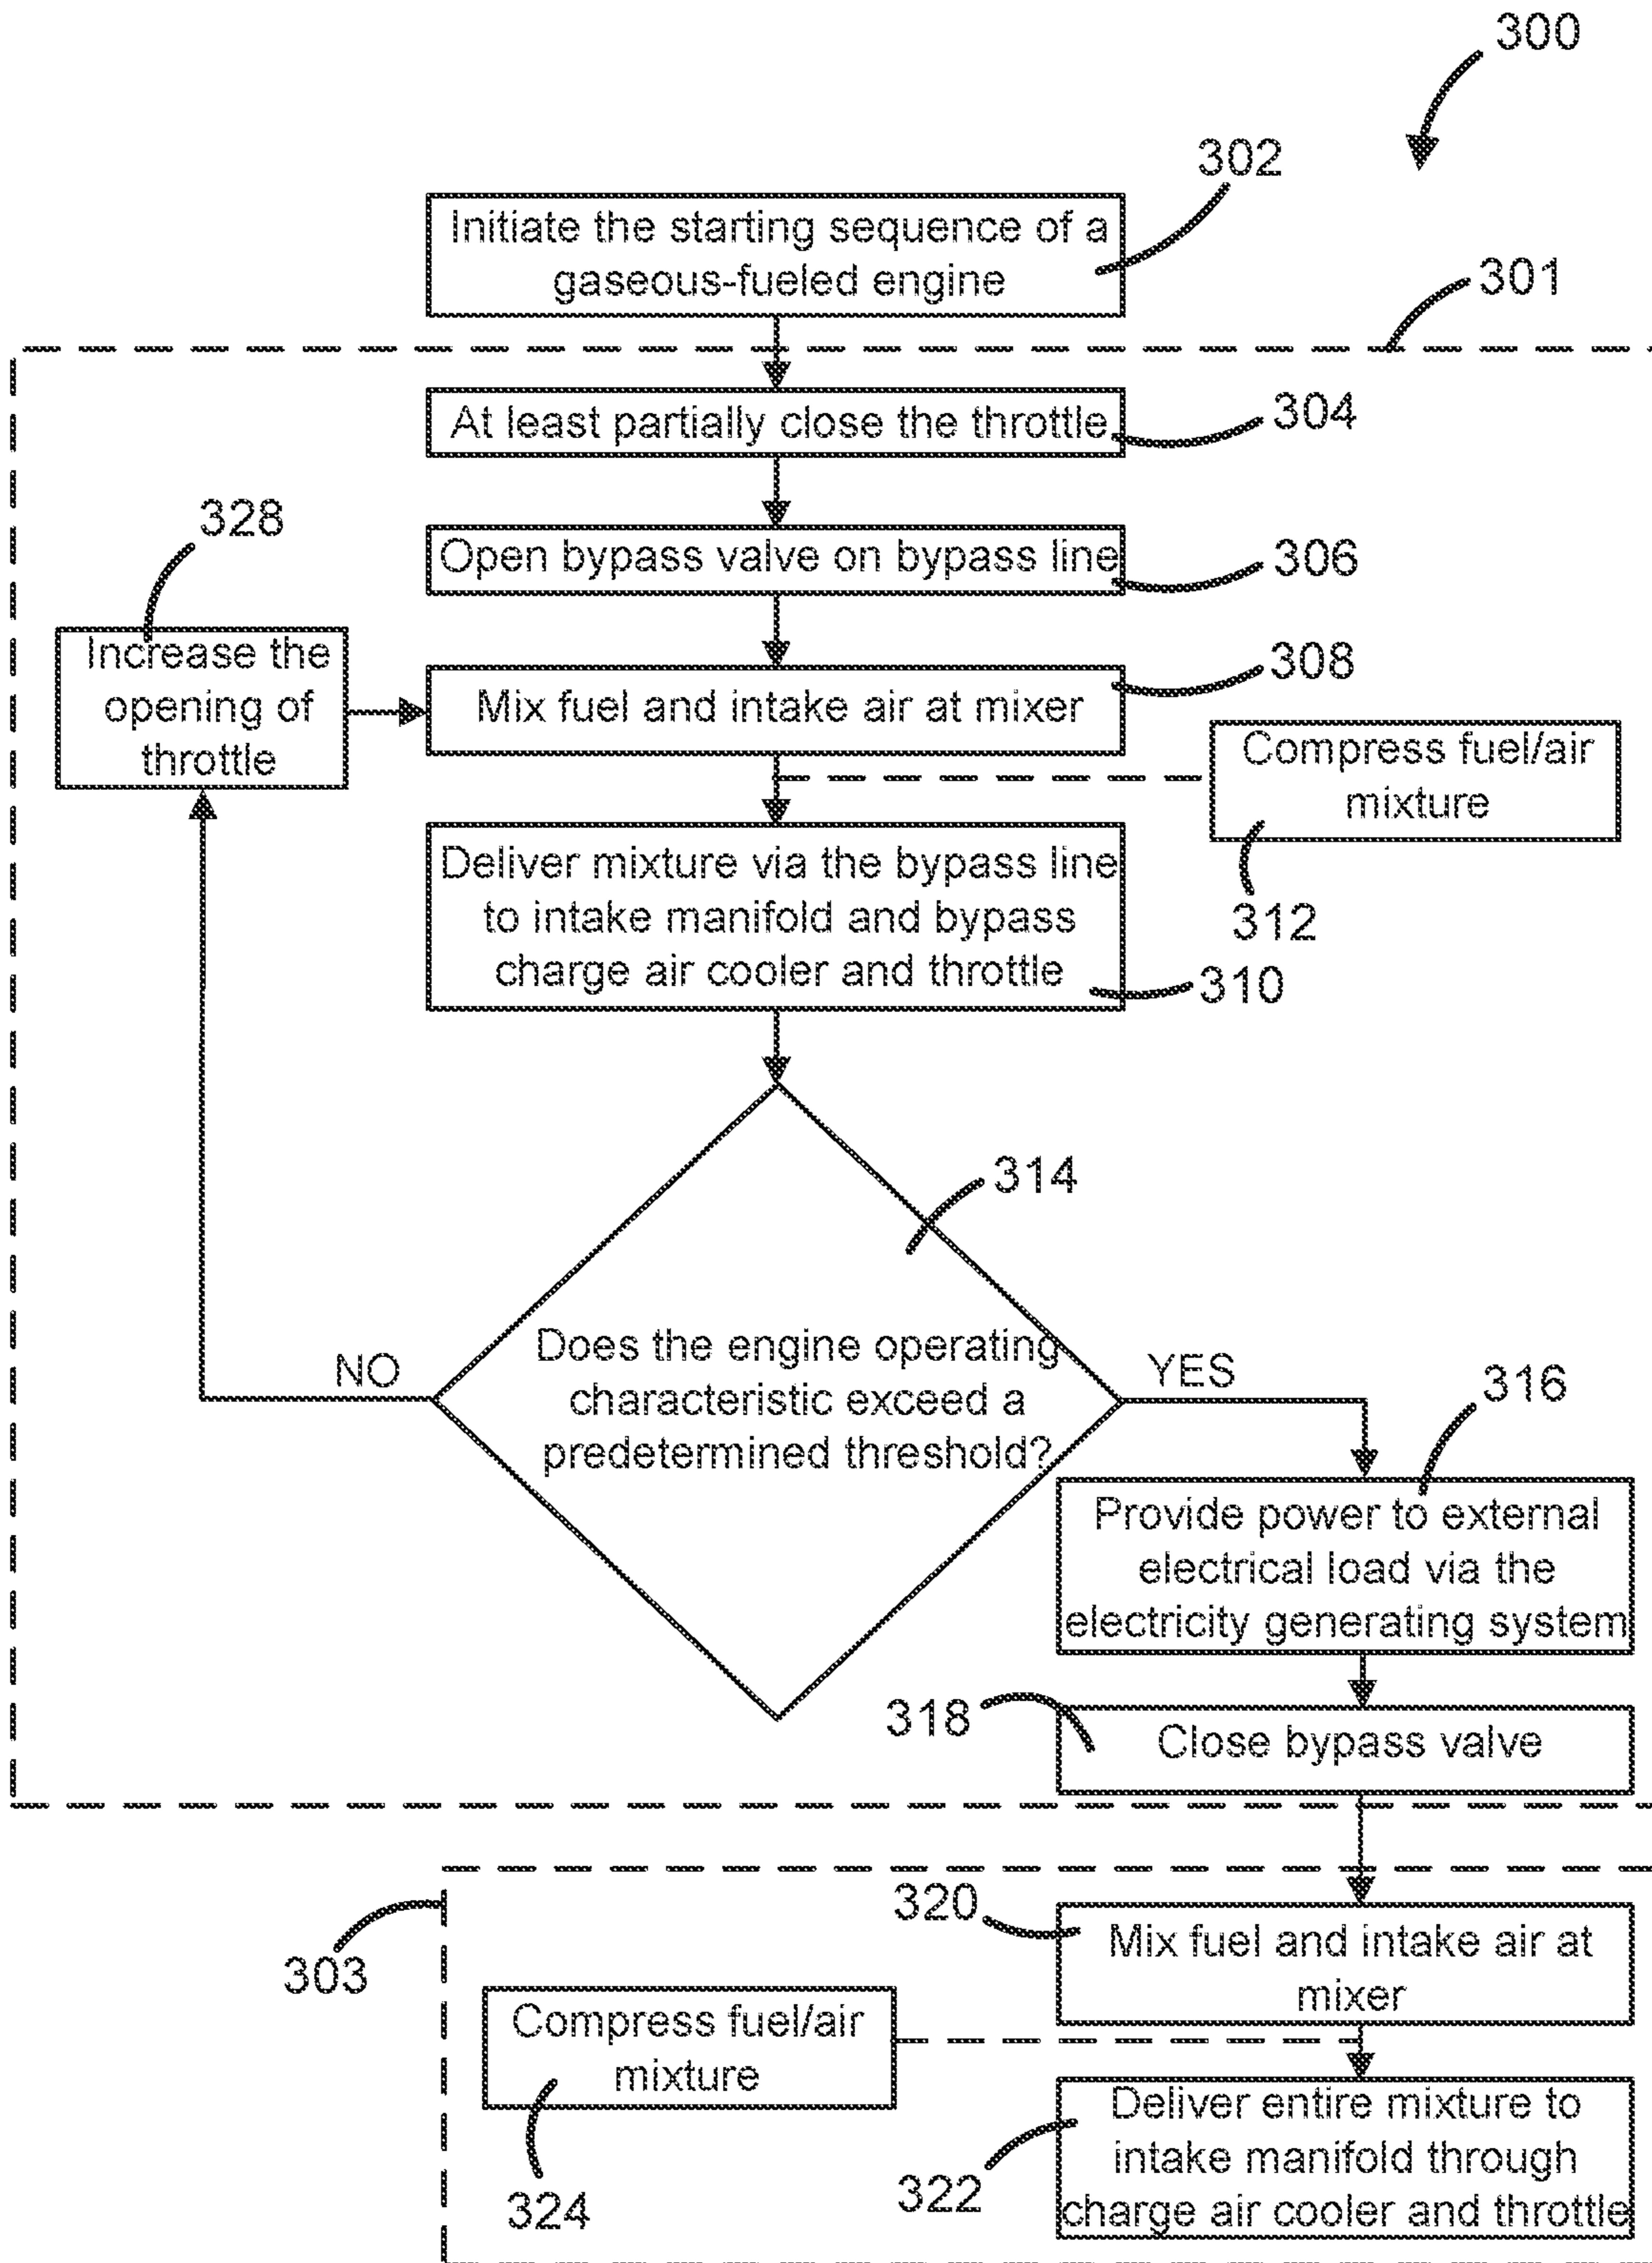 300
302
Initiate the starting sequence of a
gaseous-fueled engine
301
At least partially close the throttle
304
328
Open bypass valve on bypass line
306
Increase the
opening of
throttle
Mix fuel and intake air at mixer
308
Compress fuel/air
mixture
312
Deliver mixture via the bypass line
to intake manifold and bypass
charge air cooler and throttle
310
314
Does the engine operating
characteristic exceed a
predetermined threshold?
NO
YES
316
Provide power to external
electrical load via the
electricity generating system
318
Close bypass valve
303
320
Mix fuel and intake air at
mixer
Compress fuel/air
mixture
324
322
Deliver entire mixture to
intake manifold through
charge air cooler and throttle